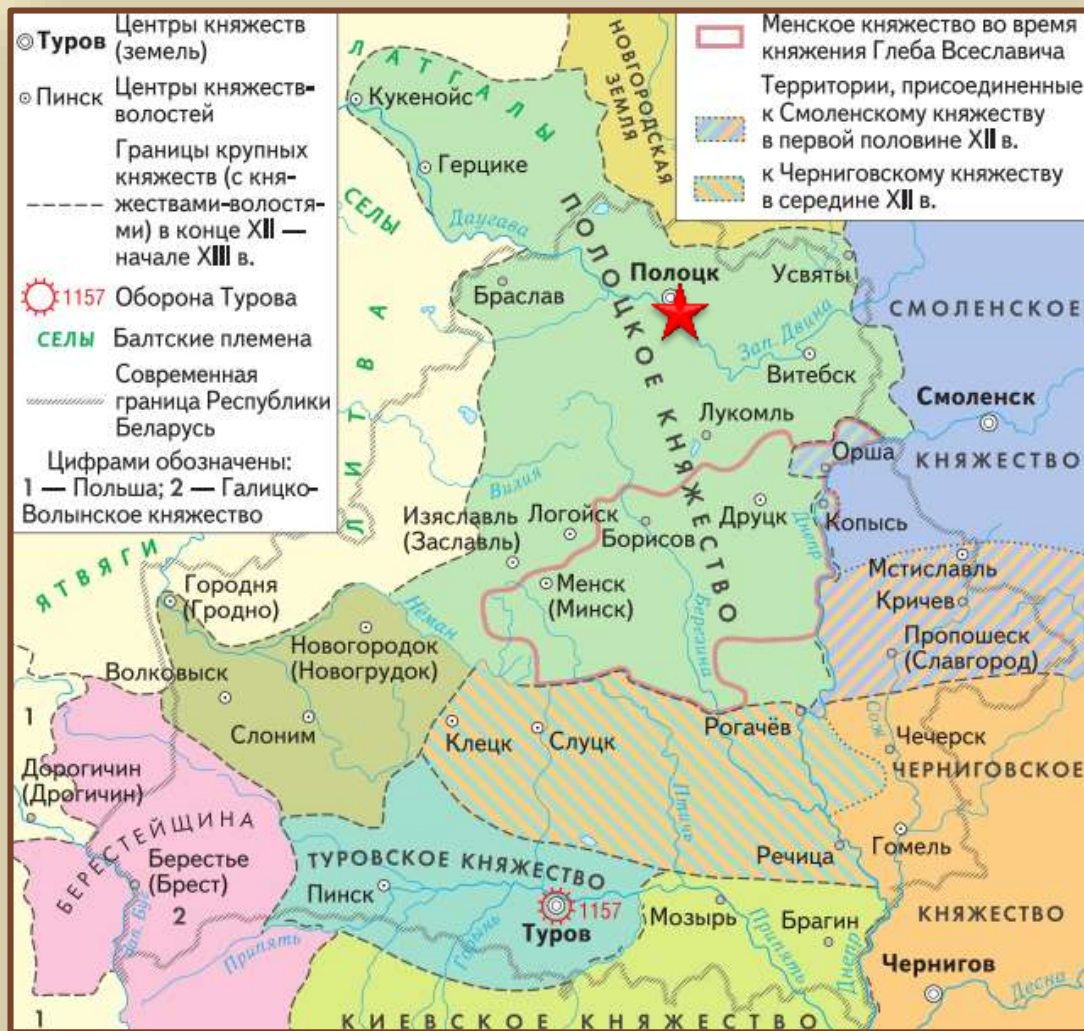 Туров
Центры княжеств
(земель)
Пинск
Центры княжеств-
волостей
Границы крупных
княжеств (с кня-
жествами-волостя-
ми) в конце XII —
начале XIII в.
1157 Оборона Турова
СЕЛЫ Балтские племена
Современная
граница Республики
Беларусь
Цифрами обозначены:
1 — Польша; 2 — Галицко-
Волынское княжество
Менское княжество во время
княжения Глеба Всеславича
Территории, присоединенные
к Смоленскому княжеству
в первой половине XII в.
к Черниговскому княжеству
в середине XII в.
ЛАТГАЛЫ
НОВГОРОДСКАЯ
ЗЕМЛЯ
Кукенойс
Герцике
СЕЛЫ
Даугава
ПОЛОЦКОЕ КНЯЖЕСТВО
Браслав
Полоцк
Усвяты
Зап. Двина
Витебск
СМОЛЕНСКОЕ
КНЯЖЕСТВО
Смоленск
ЛИТВА
Лукомль
Орша
Вилия
Изяславль
(Заславль)
Логойск
Борисов
Друцк
Днепр
Копысь
Менск
(Минск)
Березина
Мстиславль
Кричев
Пропошеск
(Славгород)
ЯТВЯГИ
Городня
(Гродно)
Нёман
Новогородок
(Новогрудок)
Волковыск
Слоним
Клецк
Слуцк
Рогачёв
Сож
Чечерск
ЧЕРНИГОВСКОЕ
КНЯЖЕСТВО
1
Дорогичин
(Дрогичин)
БЕРЕСТЕЙЩИНА
Берестье
(Брест)
2
Зап. Буг
Птичь
Речица
Гомель
ТУРОВСКОЕ КНЯЖЕСТВО
Пинск
1157
Туров
Припять
Горынь
Мозырь
Брагин
Припять
Днепр
Чернигов
Десна
1
КИЕВСКОЕ КНЯЖЕСТВО